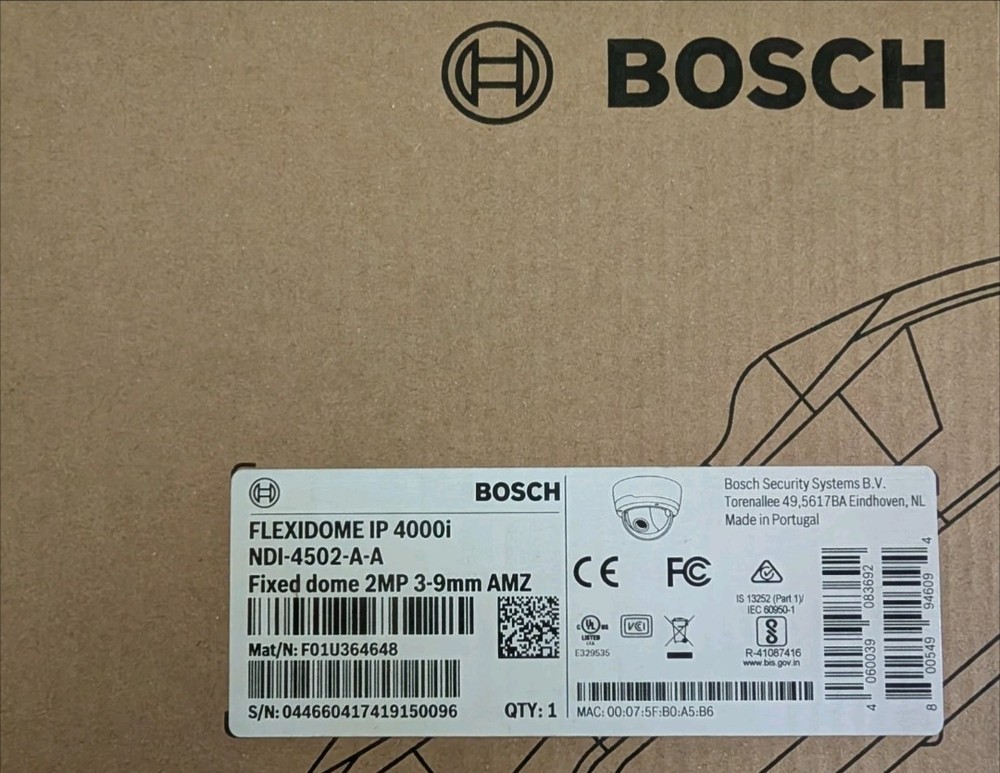 BOSCH
BOSCH
FLEXIDOME IP 4000i
NDI-4502-A-A
Fixed dome 2MP 3-9mm AMZ
Mat/N: F01U364648
S/N: 044660417419150096
QTY: 1
Bosch Security Systems B.V.
Torenallee 49,5617BA Eindhoven, NL
Made in Portugal
CE FC
IS 13252 (Part 1)/
IEC 60950-1
UL
LISTED
E329535
VCCI
R-41087416
www.bis.gov.in
MAC: 00:07:5F:B0:A5:B6
4 060039 083692
8 00549 94609 4